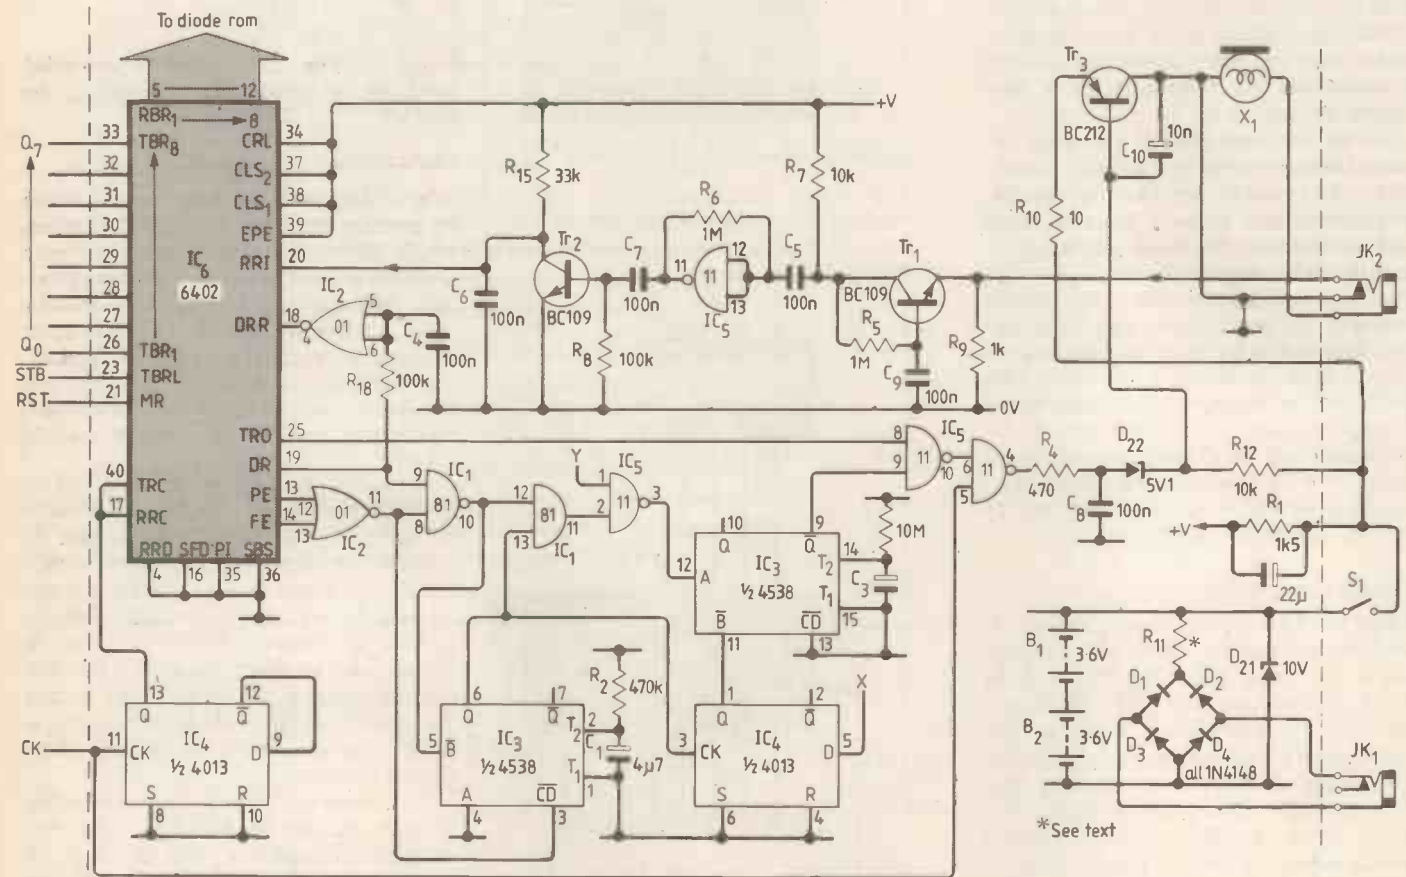 To diode rom
5 12
RBR1 8
Q7 33 TBR8
32
31
30
29
28
27
Q0 26 TBR1
STB 23 TBRL
RST 21 MR
40 TRC
17 RRC
IC6
6402
CRL 34
CLS2 37
CLS1 38
EPE 39
RRI 20
DRR 18
TRO 25
DR 19
PE 13
FE 14
RRD SFD PI SBS
4 16 35 36
+V
R15 33k
R6
1M
R7 10k
Tr2
BC109
C7
100n
11 11 12
13
IC5
C5
100n
Tr1
BC109
R5
1M
C9
100n
R9
1k
IC2
4 01 5
6
C4
100n
C6
100n
R8 100k
R18 100k
0V
Tr3
BC212
C10 10n
X1
R10 10
JK2
IC5
8
9 11 10
6
5 11 4
R4
470
D22
5V1
C8
100n
R12
10k
+V R1
1k5
22µ
S1
12
13 01 11
IC2
IC1
9
8 81 10
12
13 81 11
IC1
Y IC5
1
2 11 3
10 9
Q Q
12 A IC3
½ 4538
T2 14
T1 15
B CD
11 13
10M
C3
13 12
Q Q
CK 11 CK IC4 D 9
½ 4013
S R
8 10
6 7
Q Q
5 B IC3
½ 4538
T2 2
T1 1
A CD
4 3
R2 470k
C1
4µ7
1 2
Q Q
3 CK IC4 D 5
½ 4013
S R
6 4
X
B1 3·6V
B2 3·6V
R11 *
D21 10V
D1 D2
D3 D4
all 1N4148
JK1
*See text